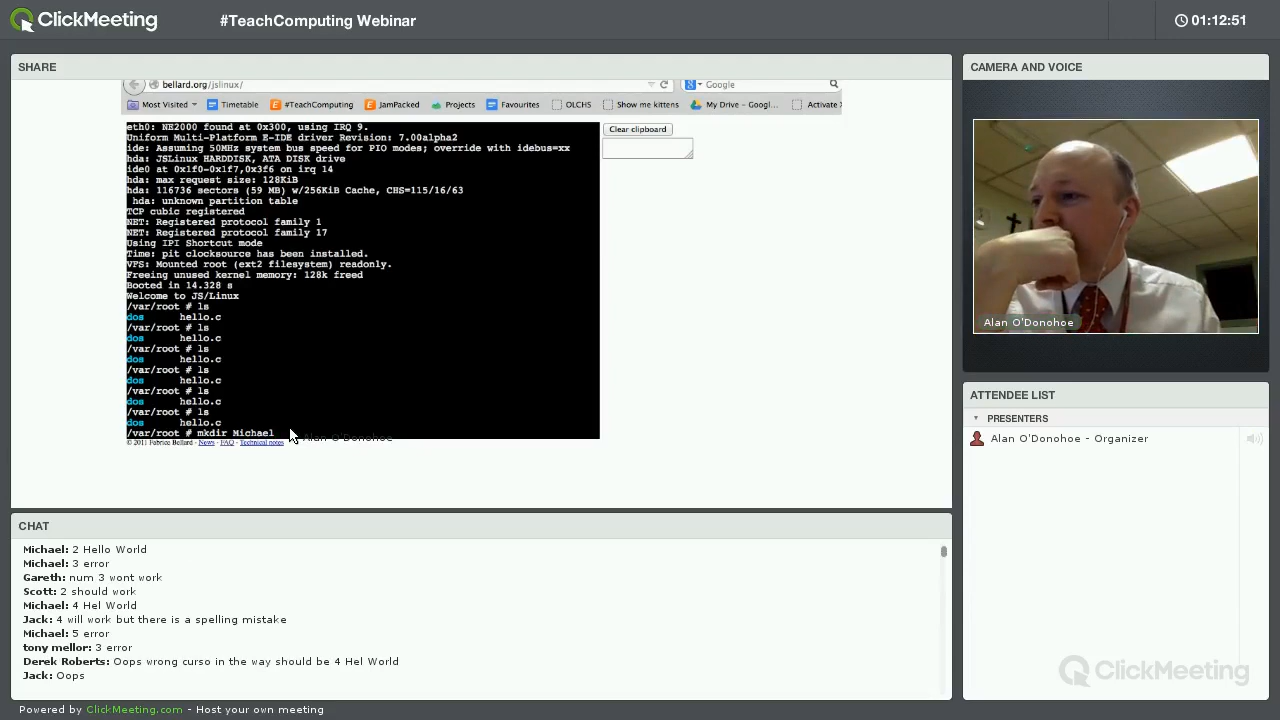 ClickMeeting
#TeachComputing Webinar
01:12:51
SHARE
bellard.org/jslinux/
Google
Most Visited
Timetable
#TeachComputing
JamPacked
Projects
Favourites
OLCHS
Show me kittens
My Drive – Googl...
Activate
eth0: NE2000 found at 0x300, using IRQ 9.
Uniform Multi-Platform E-IDE driver Revision: 7.00alpha2
ide: Assuming 50MHz system bus speed for PIO modes; override with idebus=xx
hda: JSLinux HARDDISK, ATA DISK drive
ide0 at 0x1f0-0x1f7,0x3f6 on irq 14
hda: max request size: 128KiB
hda: 116736 sectors (59 MB) w/256KiB Cache, CHS=115/16/63
hda: unknown partition table
TCP cubic registered
NET: Registered protocol family 1
NET: Registered protocol family 17
Using IPI Shortcut mode
Time: pit clocksource has been installed.
VFS: Mounted root (ext2 filesystem) readonly.
Freeing unused kernel memory: 128k freed
Booted in 14.328 s
Welcome to JS/Linux
/var/root # ls
dos hello.c
/var/root # ls
dos hello.c
/var/root # ls
dos hello.c
/var/root # ls
dos hello.c
/var/root # ls
dos hello.c
/var/root # ls
dos hello.c
/var/root # mkdir Michael
Alan O'Donohoe
© 2011 Fabrice Bellard - News - FAQ - Technical notes
Clear clipboard
CAMERA AND VOICE
Alan O'Donohoe
ATTENDEE LIST
PRESENTERS
Alan O'Donohoe - Organizer
CHAT
Michael: 2 Hello World
Michael: 3 error
Gareth: num 3 wont work
Scott: 2 should work
Michael: 4 Hel World
Jack: 4 will work but there is a spelling mistake
Michael: 5 error
tony mellor: 3 error
Derek Roberts: Oops wrong curso in the way should be 4 Hel World
Jack: Oops
ClickMeeting
Powered by ClickMeeting.com - Host your own meeting